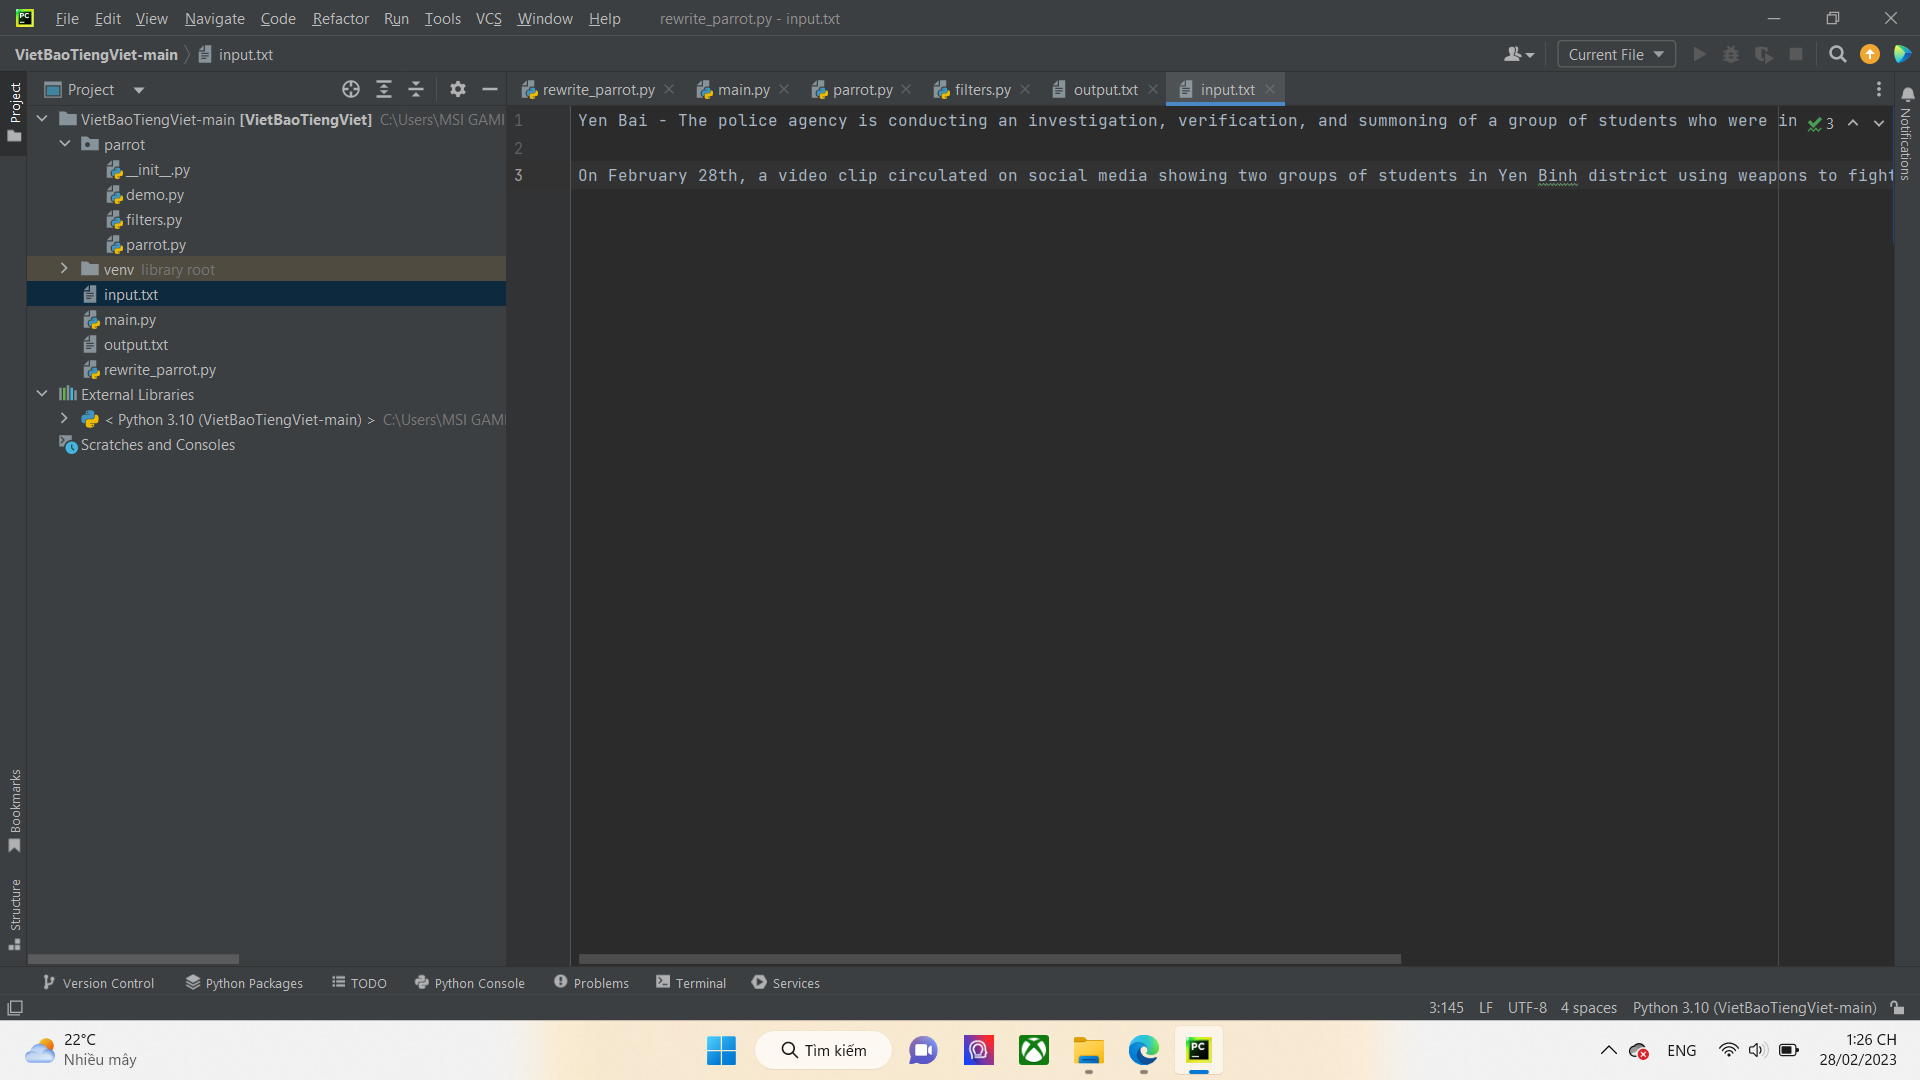 File Edit View Navigate Code Refactor Run Tools VCS Window Help rewrite_parrot.py - input.txt
VietBaoTiengViet-main input.txt
Current File
Project
rewrite_parrot.py main.py parrot.py filters.py output.txt input.txt
Project
VietBaoTiengViet-main [VietBaoTiengViet] C:\Users\MSI GAMI
parrot
__init__.py
demo.py
filters.py
parrot.py
venv library root
input.txt
main.py
output.txt
rewrite_parrot.py
External Libraries
< Python 3.10 (VietBaoTiengViet-main) > C:\Users\MSI GAMI
Scratches and Consoles
1 Yen Bai - The police agency is conducting an investigation, verification, and summoning of a group of students who were in
3
2
3 On February 28th, a video clip circulated on social media showing two groups of students in Yen Binh district using weapons to fight
Notifications
Bookmarks
Structure
Version Control Python Packages TODO Python Console Problems Terminal Services
3:145 LF UTF-8 4 spaces Python 3.10 (VietBaoTiengViet-main)
22°C
Nhiều mây
Tìm kiếm
PC
ENG
1:26 CH
28/02/2023